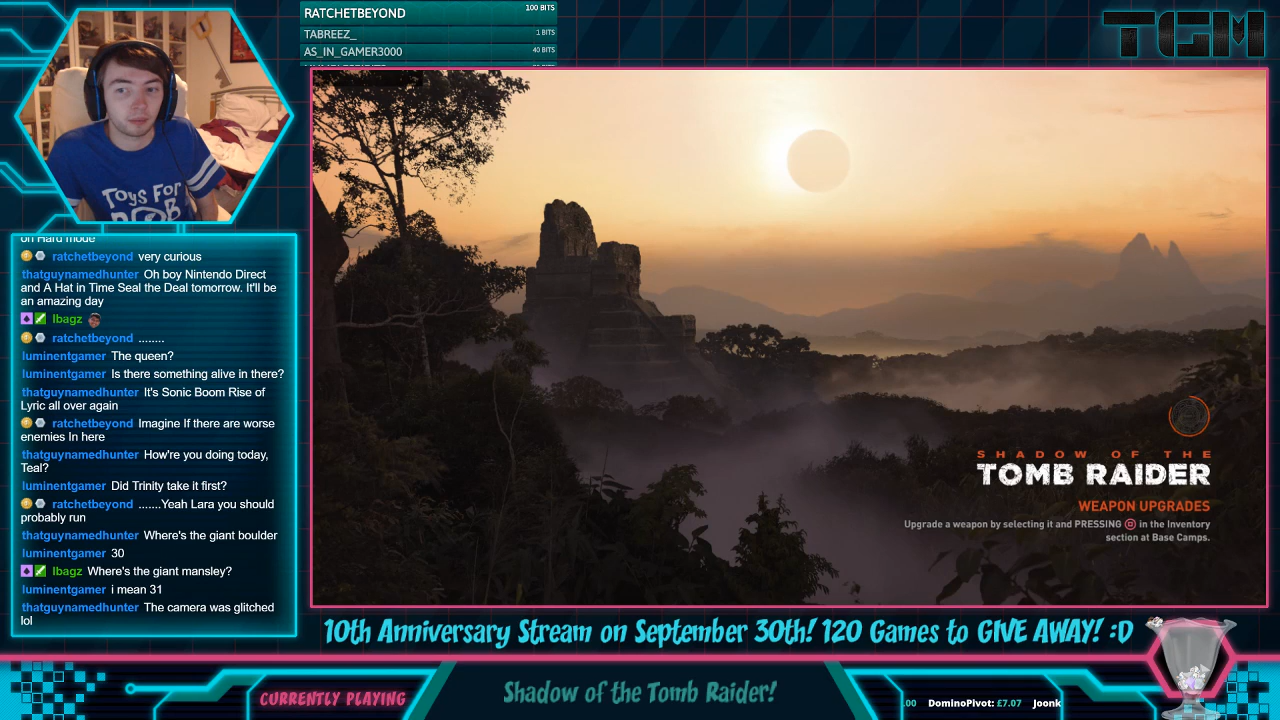 RATCHETBEYOND 100 BITS
TABREEZ_ 1 BITS
AS_IN_GAMER3000 40 BITS
TGM
TOYS FOR
BOB
on Hard mode
ratchetbeyond very curious
thatguynamedhunter Oh boy Nintendo Direct
and A Hat in Time Seal the Deal tomorrow. It'll be
an amazing day
lbagz
ratchetbeyond ........
luminentgamer The queen?
luminentgamer Is there something alive in there?
thatguynamedhunter It's Sonic Boom Rise of
Lyric all over again
ratchetbeyond Imagine If there are worse
enemies In here
thatguynamedhunter How're you doing today,
Teal?
luminentgamer Did Trinity take it first?
ratchetbeyond .......Yeah Lara you should
probably run
thatguynamedhunter Where's the giant boulder
luminentgamer 30
lbagz Where's the giant mansley?
luminentgamer i mean 31
thatguynamedhunter The camera was glitched
lol
SHADOW OF THE
TOMB RAIDER
WEAPON UPGRADES
Upgrade a weapon by selecting it and PRESSING in the Inventory
section at Base Camps.
10th Anniversary Stream on September 30th! 120 Games to GIVE AWAY! :D
CURRENTLY PLAYING
Shadow of the Tomb Raider!
.00 DominoPivot: £7.07 Joonk